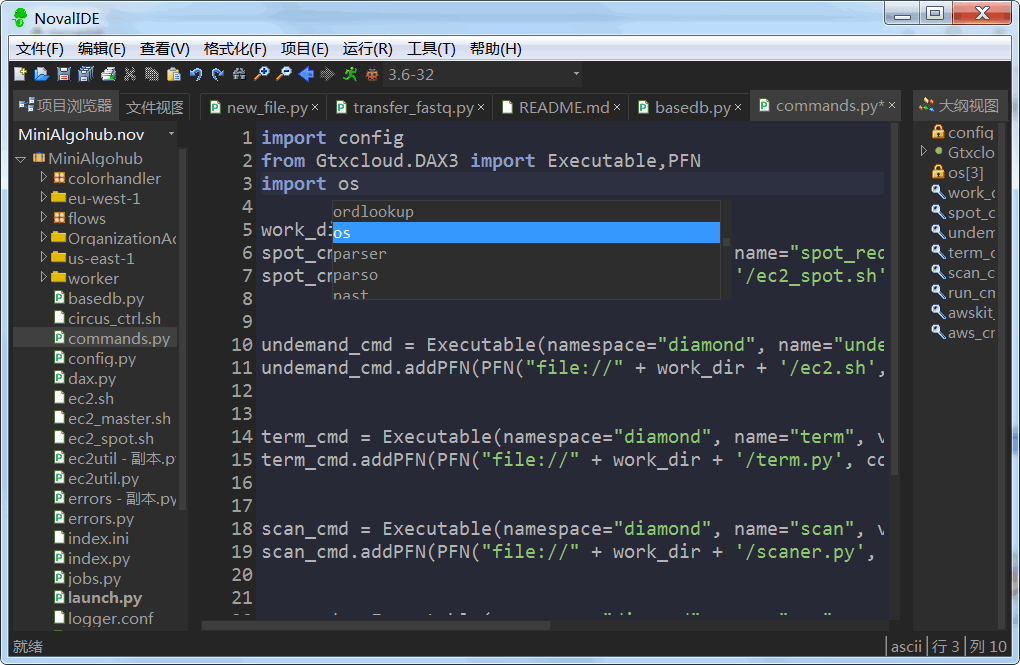 NovalIDE
文件(F) 编辑(E) 查看(V) 格式化(F) 项目(E) 运行(R) 工具(T) 帮助(H)
3.6-32
项目浏览器 文件视图
new_file.py× transfer_fastq.py× README.md× basedb.py× commands.py*×
大纲视图
MiniAlgohub.nov
MiniAlgohub
colorhandler
eu-west-1
flows
OrganizationAc
us-east-1
worker
basedb.py
circus_ctrl.sh
commands.py
config.py
dax.py
ec2.sh
ec2_master.sh
ec2_spot.sh
ec2util - 副本.p
ec2util.py
errors - 副本.py
errors.py
index.ini
index.py
jobs.py
launch.py
logger.conf
1 import config
2 from Gtxcloud.DAX3 import Executable,PFN
3 import os
4
5 work_di
6 spot_cm name="spot_req
7 spot_cm '/ec2_spot.sh'
8
9
10 undemand_cmd = Executable(namespace="diamond", name="unde
11 undemand_cmd.addPFN(PFN("file://" + work_dir + '/ec2.sh',
12
13
14 term_cmd = Executable(namespace="diamond", name="term", v
15 term_cmd.addPFN(PFN("file://" + work_dir + '/term.py', co
16
17
18 scan_cmd = Executable(namespace="diamond", name="scan", v
19 scan_cmd.addPFN(PFN("file://" + work_dir + '/scaner.py',
20
21
ordlookup
os
parser
parso
past
config
Gtxclo
os[3]
work_c
spot_c
undem
term_c
scan_c
run_cm
awskit_
aws_cr
就绪
ascii 行 3 列 10